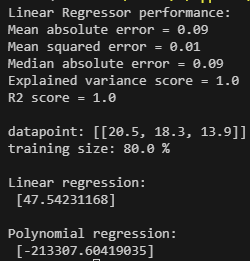 Linear Regressor performance:
Mean absolute error = 0.09
Mean squared error = 0.01
Median absolute error = 0.09
Explained variance score = 1.0
R2 score = 1.0
datapoint: [[20.5, 18.3, 13.9]]
training size: 80.0 %
Linear regression:
[47.54231168]
Polynomial regression:
[-213307.60419035]